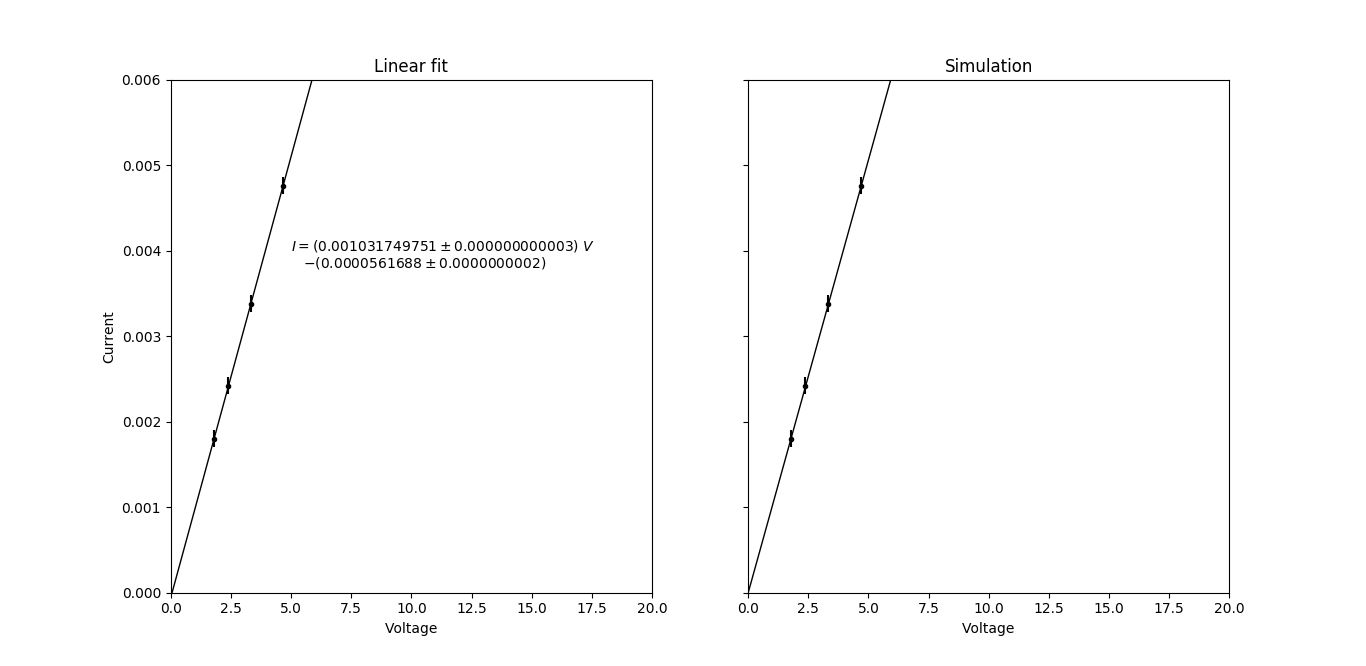 Linear fit
0.006
0.005
0.004
0.003
0.002
0.001
0.000
Current
I = (0.001031749751 ± 0.000000000003) V
−(0.0000561688 ± 0.0000000002)
0.0 2.5 5.0 7.5 10.0 12.5 15.0 17.5 20.0
Voltage
Simulation
0.0 2.5 5.0 7.5 10.0 12.5 15.0 17.5 20.0
Voltage